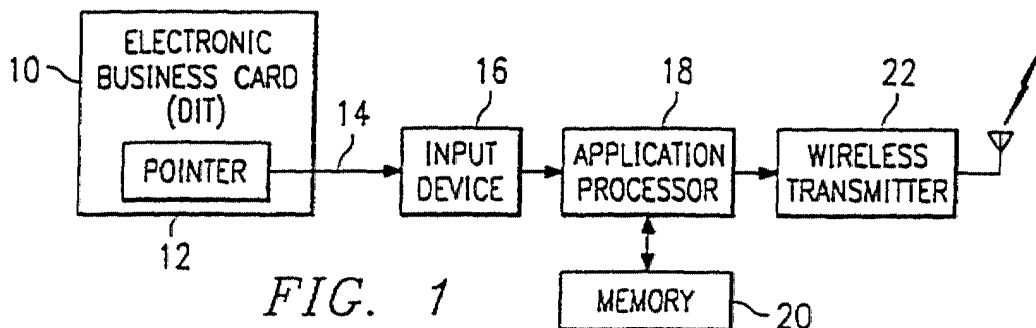 ELECTRONIC
BUSINESS CARD
(DIT)
10
POINTER
12
14
16
INPUT
DEVICE
18
APPLICATION
PROCESSOR
22
WIRELESS
TRANSMITTER
MEMORY
20
FIG. 1